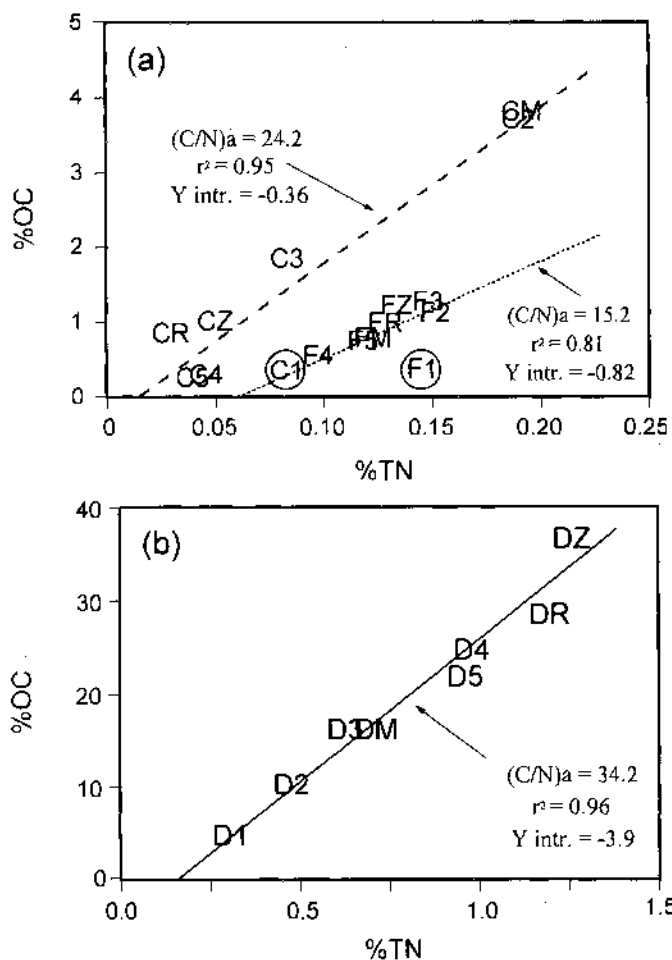 5
(a)
4
CM
C2
(C/N)a = 24.2
r² = 0.95
Y intr. = -0.36
3
%OC
2
C3
F3
FZ
F2
(C/N)a = 15.2
r² = 0.81
Y intr. = -0.82
1
CR
CZ
FR
FM
F5
F4
C5
C4
C1
F1
0
0 0.05 0.10 0.15 0.20 0.25
%TN
40
(b)
DZ
30
DR
D4
D5
%OC
20
D3
DM
(C/N)a = 34.2
r² = 0.96
Y intr. = -3.9
10
D2
D1
0
0.0 0.5 1.0 1.5
%TN